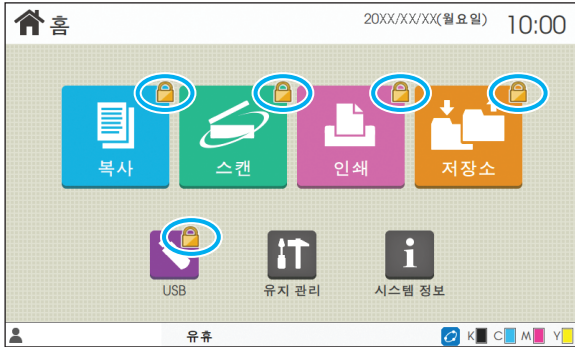 홈
20XX/XX/XX(월요일) 10:00
복사 스캔 인쇄 저장소
USB 유지 관리 시스템 정보
유휴 K C M Y